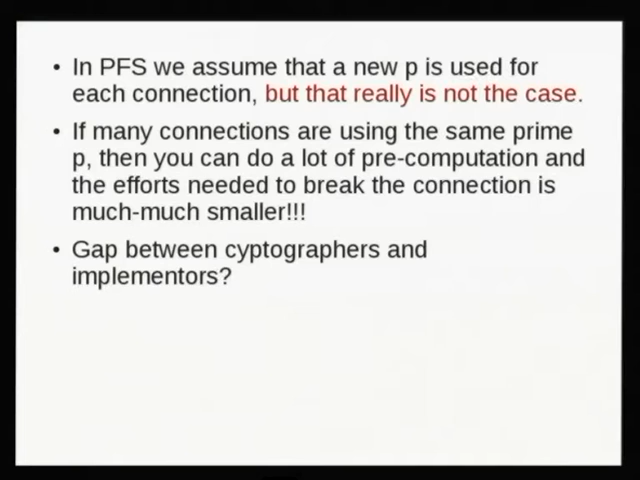 • In PFS we assume that a new p is used for
each connection, but that really is not the case.
• If many connections are using the same prime
p, then you can do a lot of pre-computation and
the efforts needed to break the connection is
much-much smaller!!!
• Gap between cyptographers and
implementors?